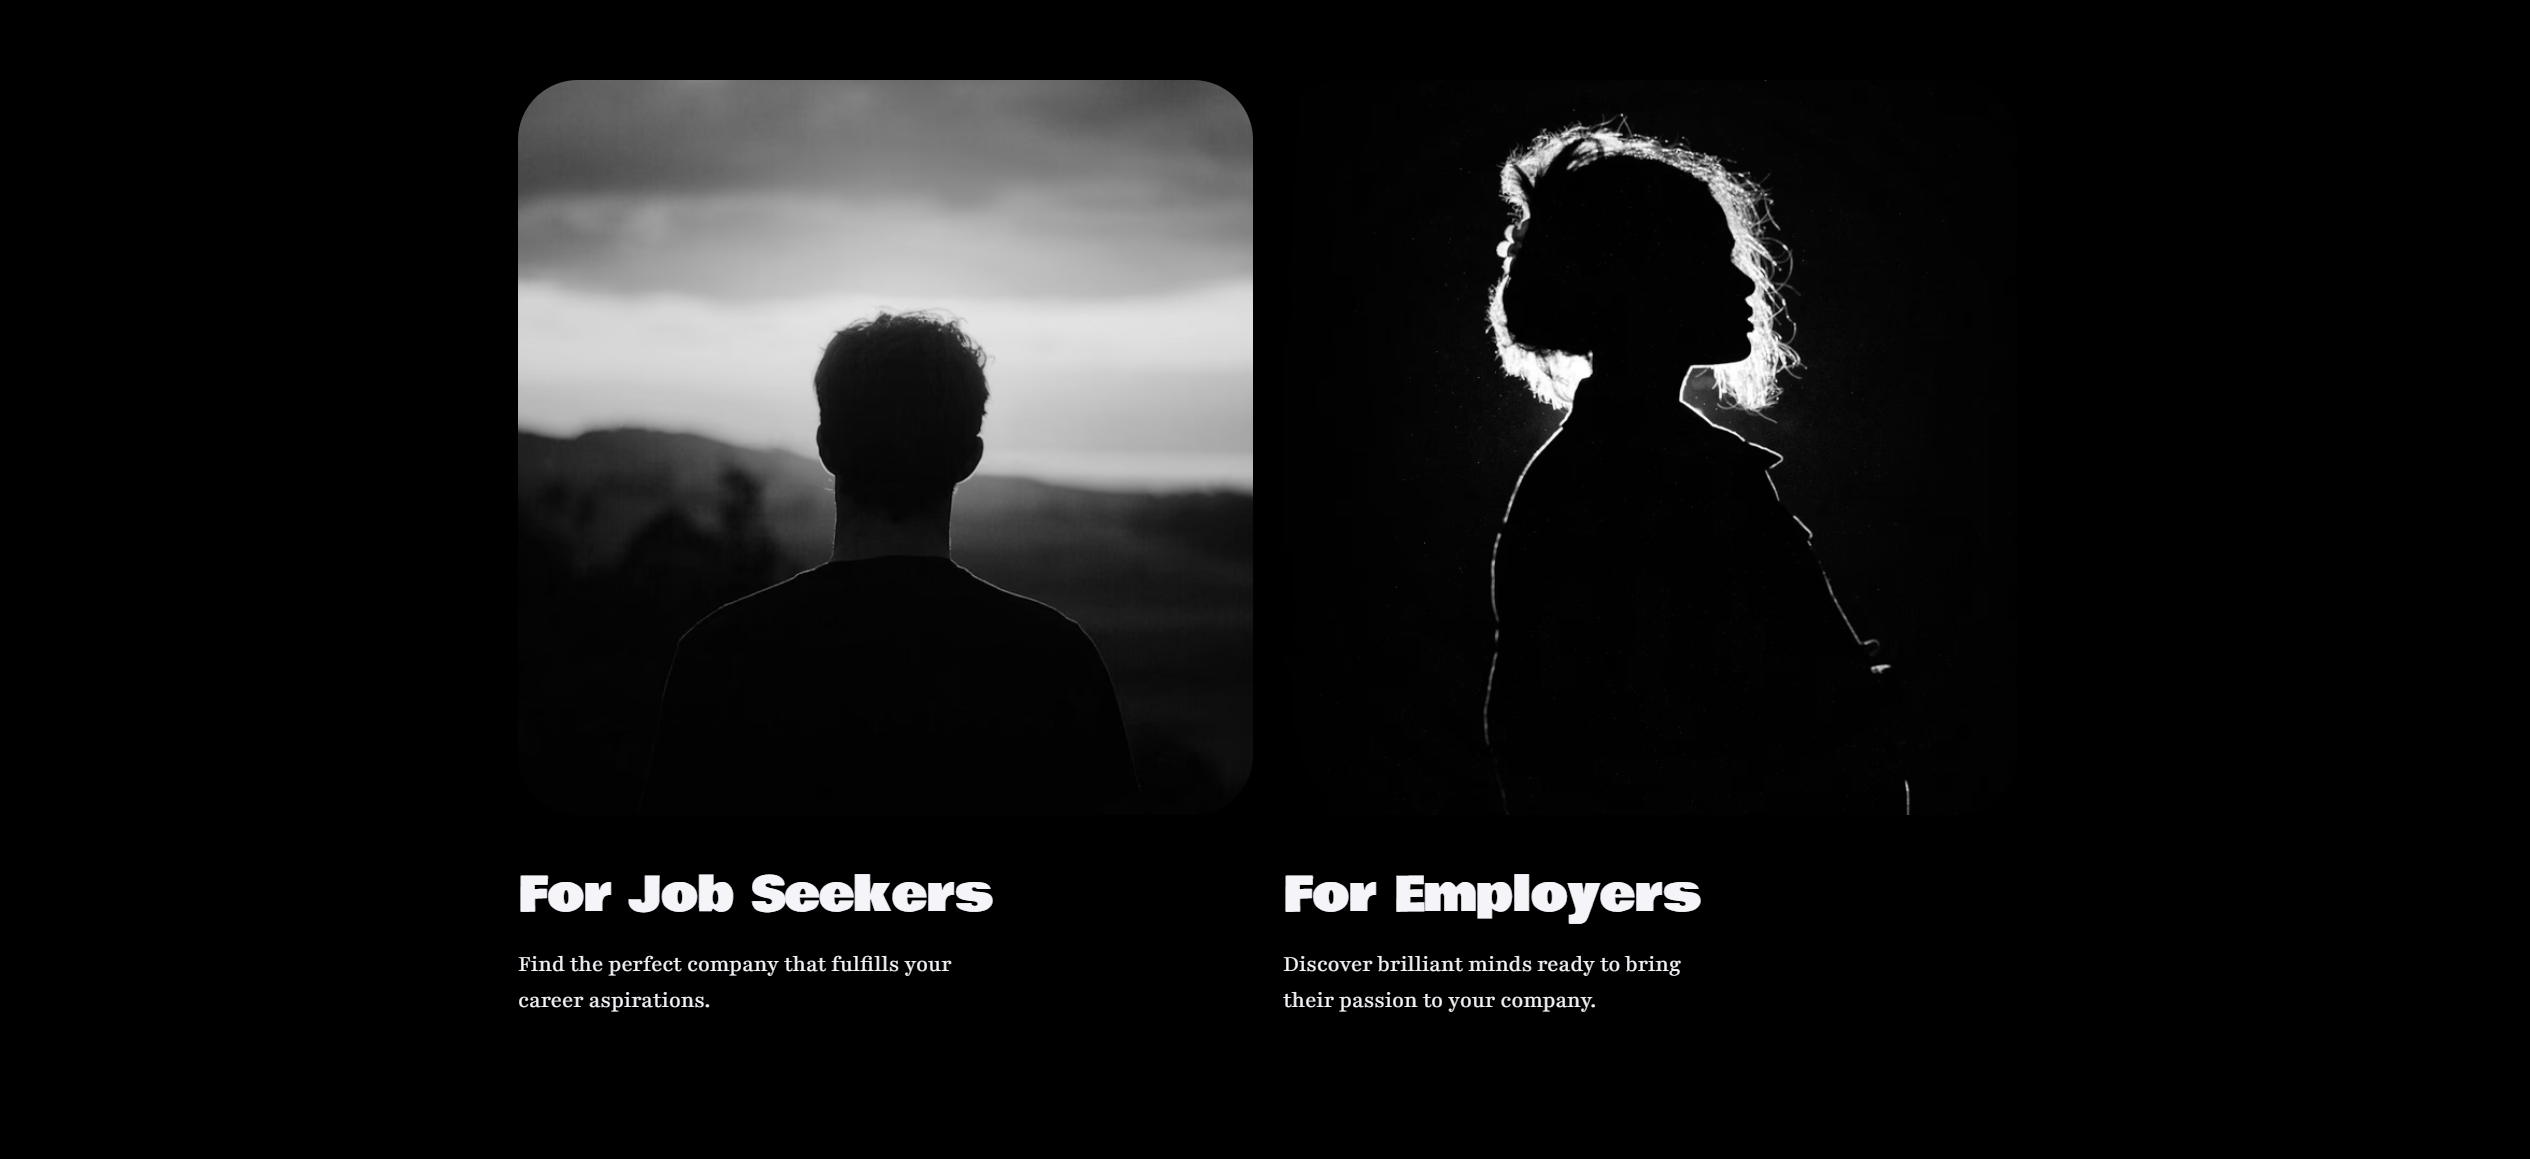 For Job Seekers
Find the perfect company that fulfills your
career aspirations.
For Employers
Discover brilliant minds ready to bring
their passion to your company.